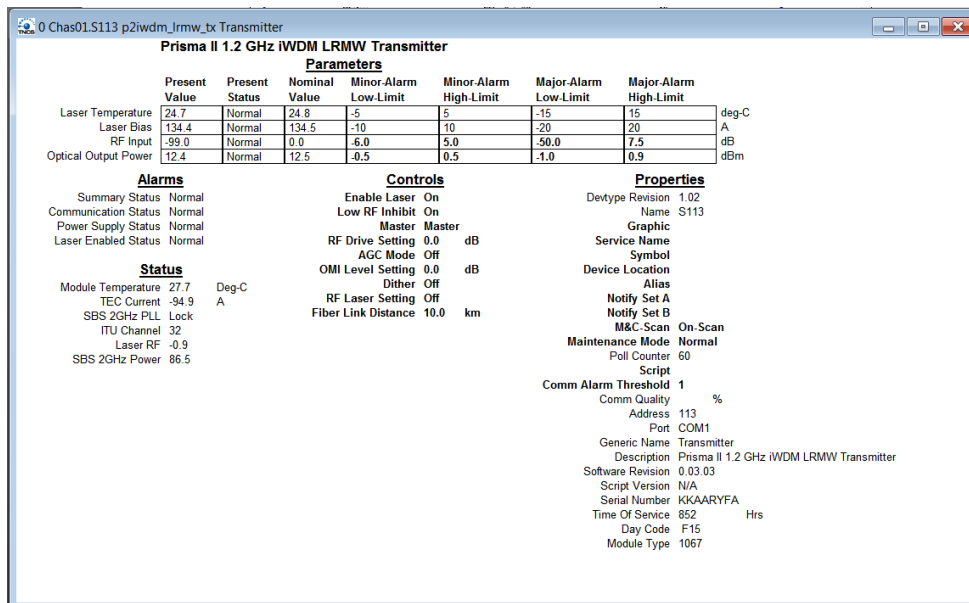 TNCS 0 Chas01.S113 p2iwdm_lrmw_tx Transmitter
Prisma II 1.2 GHz iWDM LRMW Transmitter
Parameters
Present Present Nominal Minor-Alarm Minor-Alarm Major-Alarm Major-Alarm
Value Status Value Low-Limit High-Limit Low-Limit High-Limit
Laser Temperature 24.7 Normal 24.8 -5 5 -15 15 deg-C
Laser Bias 134.4 Normal 134.5 -10 10 -20 20 A
RF Input -99.0 Normal 0.0 -6.0 5.0 -50.0 7.5 dB
Optical Output Power 12.4 Normal 12.5 -0.5 0.5 -1.0 0.9 dBm
Alarms
Summary Status Normal
Communication Status Normal
Power Supply Status Normal
Laser Enabled Status Normal
Status
Module Temperature 27.7 Deg-C
TEC Current -94.9 A
SBS 2GHz PLL Lock
ITU Channel 32
Laser RF -0.9
SBS 2GHz Power 86.5
Controls
Enable Laser On
Low RF Inhibit On
Master Master
RF Drive Setting 0.0 dB
AGC Mode Off
OMI Level Setting 0.0 dB
Dither Off
RF Laser Setting Off
Fiber Link Distance 10.0 km
Properties
Devtype Revision 1.02
Name S113
Graphic
Service Name
Symbol
Device Location
Alias
Notify Set A
Notify Set B
M&C-Scan On-Scan
Maintenance Mode Normal
Poll Counter 60
Script
Comm Alarm Threshold 1
Comm Quality %
Address 113
Port COM1
Generic Name Transmitter
Description Prisma II 1.2 GHz iWDM LRMW Transmitter
Software Revision 0.03.03
Script Version N/A
Serial Number KKAARYFA
Time Of Service 852 Hrs
Day Code F15
Module Type 1067